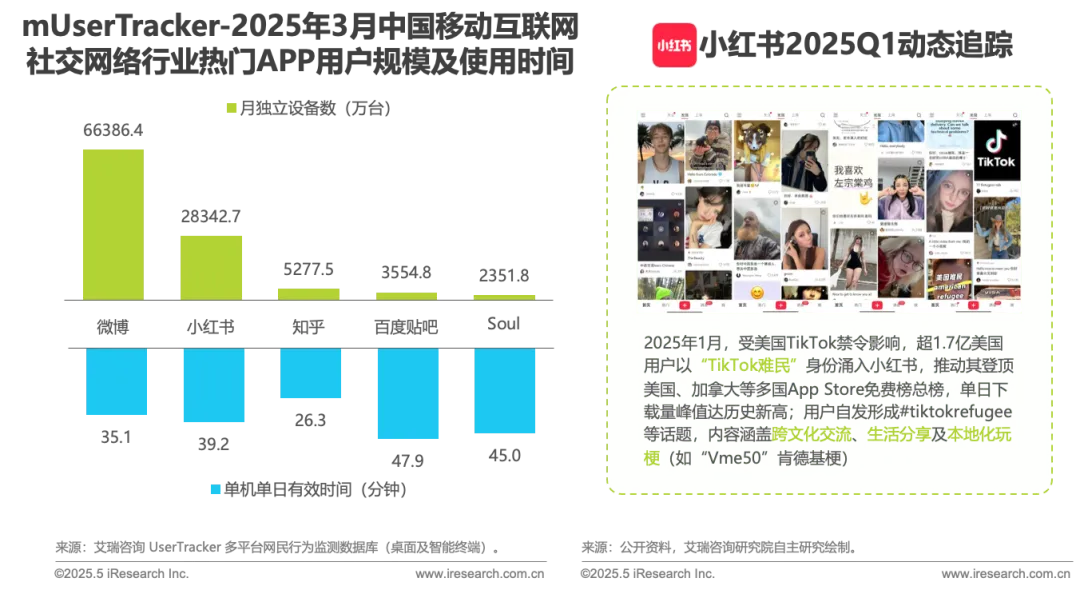 mUserTracker-2025年3月中国移动互联网
社交网络行业热门APP用户规模及使用时间
月独立设备数（万台）
66386.4
28342.7
5277.5
3554.8
2351.8
微博
小红书
知乎
百度贴吧
Soul
35.1
39.2
26.3
47.9
45.0
单机单日有效时间（分钟）
来源：艾瑞咨询 UserTracker 多平台网民行为监测数据库（桌面及智能终端）。
©2025.5 iResearch Inc.
www.iresearch.com.cn
小红书
小红书2025Q1动态追踪
我喜欢
左宗棠鸡
TikTok
美国难民
american
refugee
2025年1月，受美国TikTok禁令影响，超1.7亿美国
用户以“TikTok难民”身份涌入小红书，推动其登顶
美国、加拿大等多国App Store免费榜总榜，单日下
载量峰值达历史新高；用户自发形成#tiktokrefugee
等话题，内容涵盖跨文化交流、生活分享及本地化玩
梗（如“Vme50”肯德基梗）
来源：公开资料，艾瑞咨询研究院自主研究绘制。
©2025.5 iResearch Inc.
www.iresearch.com.cn